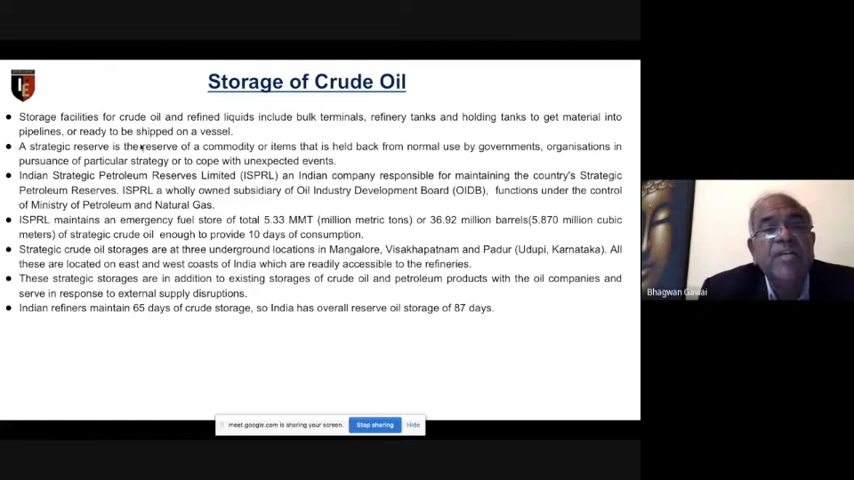 Storage of Crude Oil
Storage facilities for crude oil and refined liquids include bulk terminals, refinery tanks and holding tanks to get material into
pipelines, or ready to be shipped on a vessel.
A strategic reserve is the reserve of a commodity or items that is held back from normal use by governments, organisations in
pursuance of particular strategy or to cope with unexpected events.
Indian Strategic Petroleum Reserves Limited (ISPRL) an Indian company responsible for maintaining the country's Strategic
Petroleum Reserves. ISPRL a wholly owned subsidiary of Oil Industry Development Board (OIDB), functions under the control
of Ministry of Petroleum and Natural Gas.
ISPRL maintains an emergency fuel store of total 5.33 MMT (million metric tons) or 36.92 million barrels(5.870 million cubic
meters) of strategic crude oil enough to provide 10 days of consumption.
Strategic crude oil storages are at three underground locations in Mangalore, Visakhapatnam and Padur (Udupi, Karnataka). All
these are located on east and west coasts of India which are readily accessible to the refineries.
These strategic storages are in addition to existing storages of crude oil and petroleum products with the oil companies and
serve in response to external supply disruptions.
Indian refiners maintain 65 days of crude storage, so India has overall reserve oil storage of 87 days.
Bhagwan Gawai
meet.google.com is sharing your screen. Stop sharing Hide